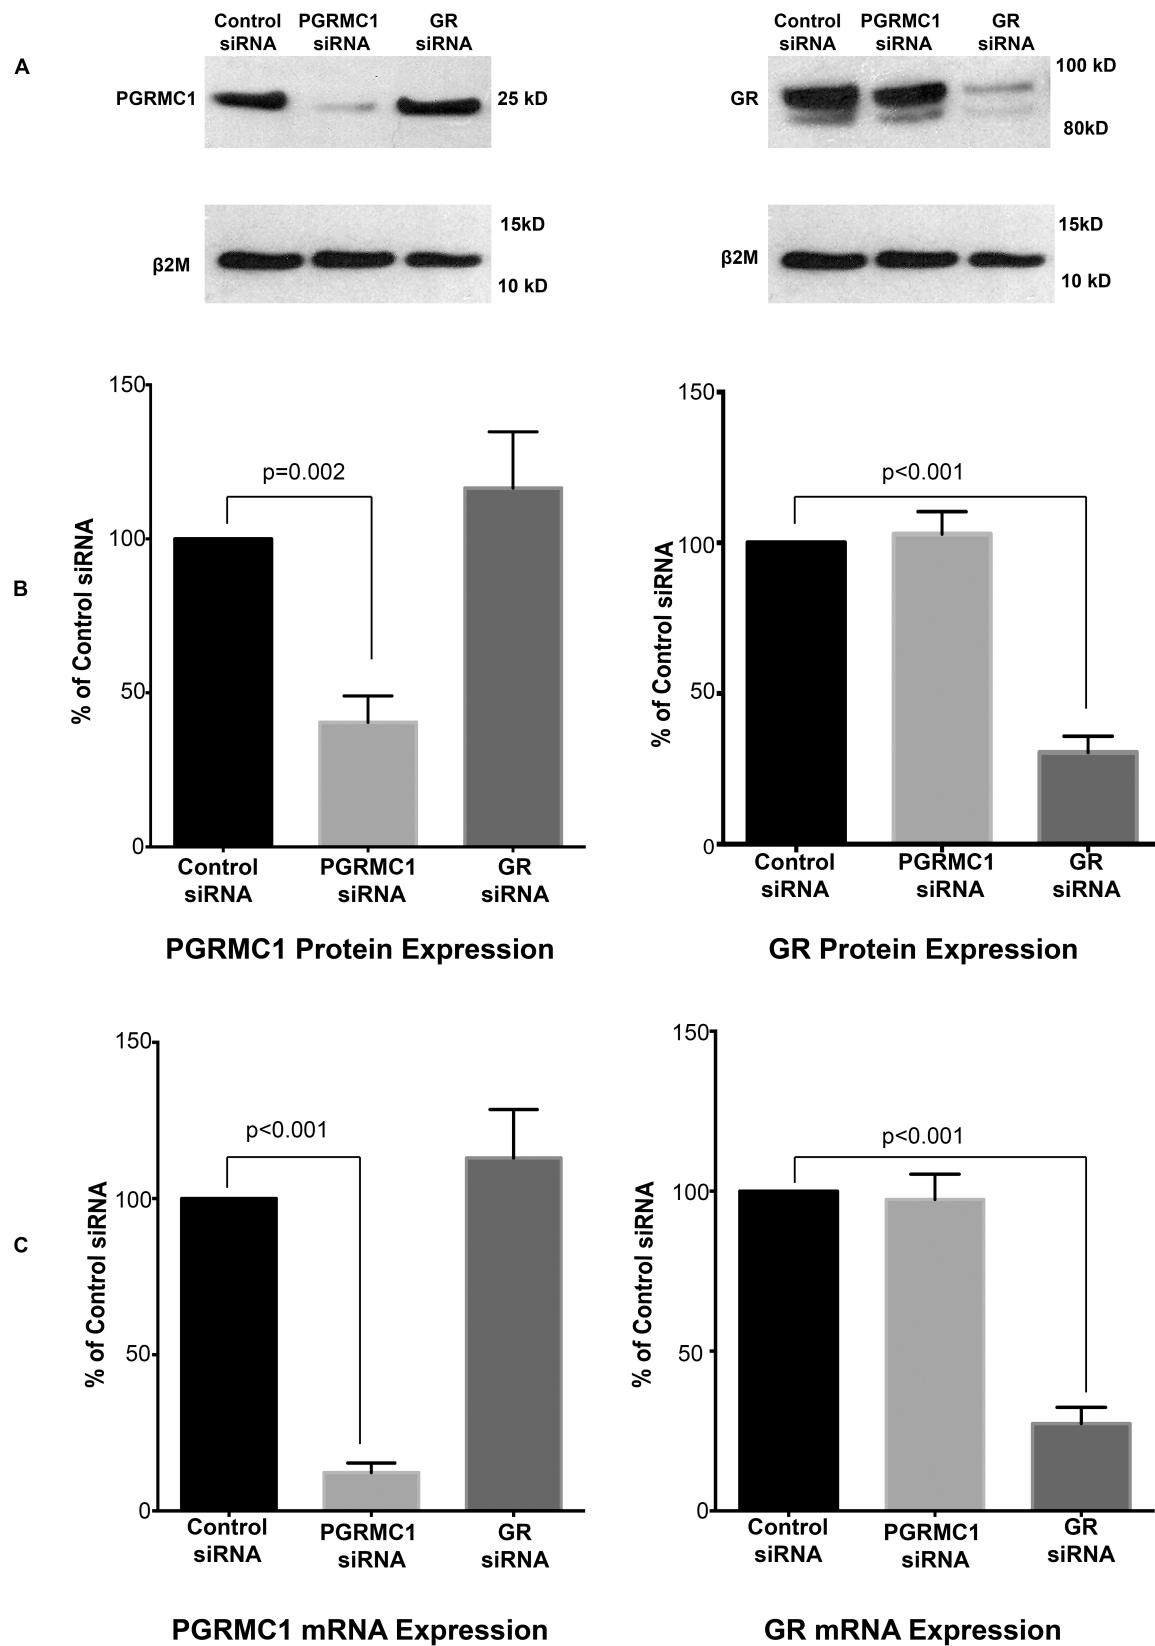 Control PGRMC1 GR
siRNA siRNA siRNA
Control PGRMC1 GR
siRNA siRNA siRNA
A
PGRMC1
25 kD
GR
100 kD
80kD
β2M
15kD
10 kD
β2M
15kD
10 kD
B
% of Control siRNA
150
100
50
0
p=0.002
Control PGRMC1 GR
siRNA siRNA siRNA
PGRMC1 Protein Expression
% of Control siRNA
150
100
50
0
p<0.001
Control PGRMC1 GR
siRNA siRNA siRNA
GR Protein Expression
C
% of Control siRNA
150
100
50
0
p<0.001
Control PGRMC1 GR
siRNA siRNA siRNA
PGRMC1 mRNA Expression
% of Control siRNA
150
100
50
0
p<0.001
Control PGRMC1 GR
siRNA siRNA siRNA
GR mRNA Expression